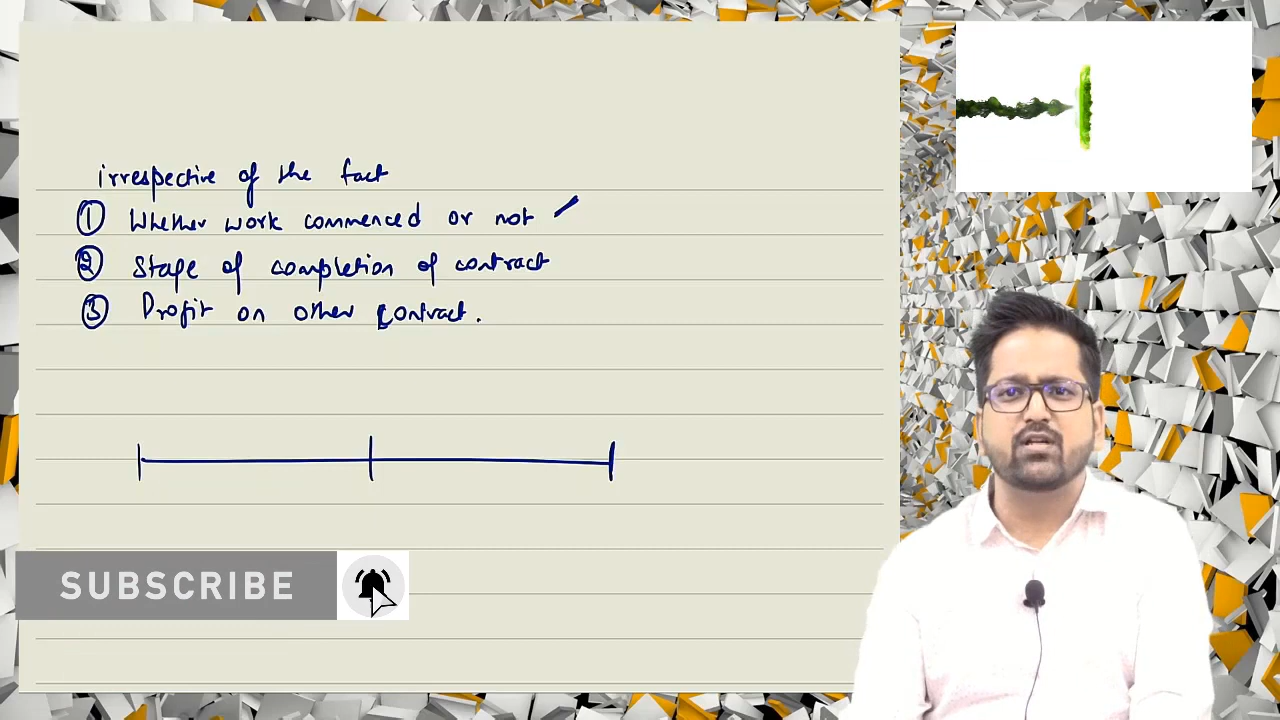 irrespective of the fact
① Whether work commenced or not
② Stage of completion of contract
③ Profit on other contract.
SUBSCRIBE